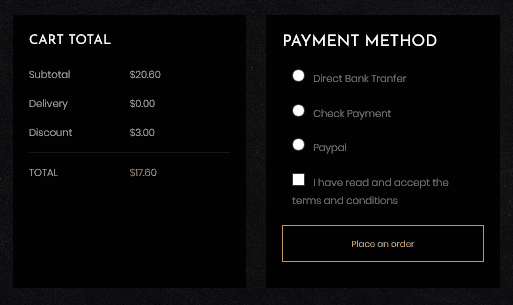 CART TOTAL
Subtotal $20.60
Delivery $0.00
Discount $3.00
TOTAL $17.60
PAYMENT METHOD
Direct Bank Tranfer
Check Payment
Paypal
I have read and accept the
terms and conditions
Place an order